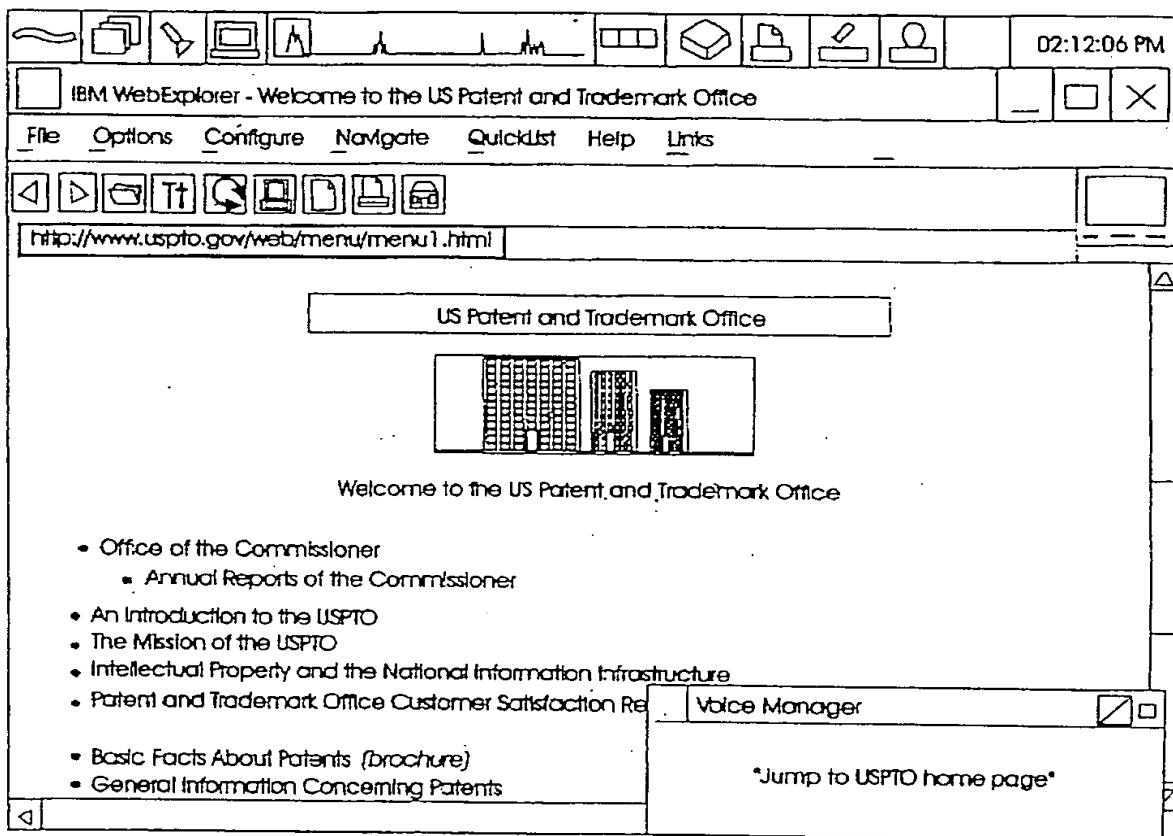 02:12:06 PM
IBM WebExplorer - Welcome to the US Patent and Trademark Office
File Options Configure Navigate QuickList Help Links
Tt
http://www.uspto.gov/web/menu/menu1.html
US Patent and Trademark Office
Welcome to the US Patent and Trademark Office
• Office of the Commissioner
• Annual Reports of the Commissioner
• An Introduction to the USPTO
• The Mission of the USPTO
• Intellectual Property and the National Information Infrastructure
• Patent and Trademark Office Customer Satisfaction Re
• Basic Facts About Patents (brochure)
• General Information Concerning Patents
Voice Manager
"Jump to USPTO home page"